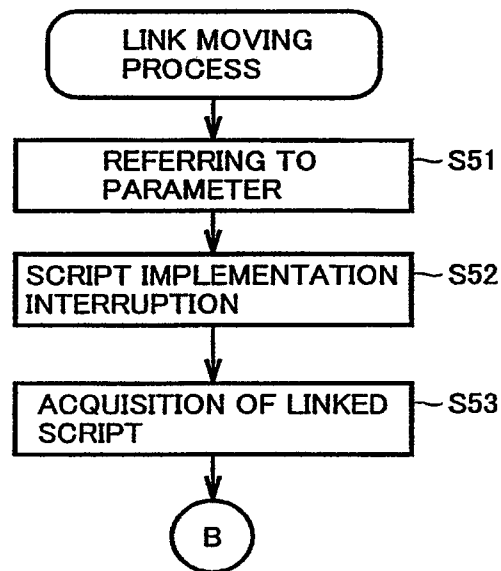 LINK MOVING
PROCESS
REFERRING TO
PARAMETER
S51
SCRIPT IMPLEMENTATION
INTERRUPTION
S52
ACQUISITION OF LINKED
SCRIPT
S53
B